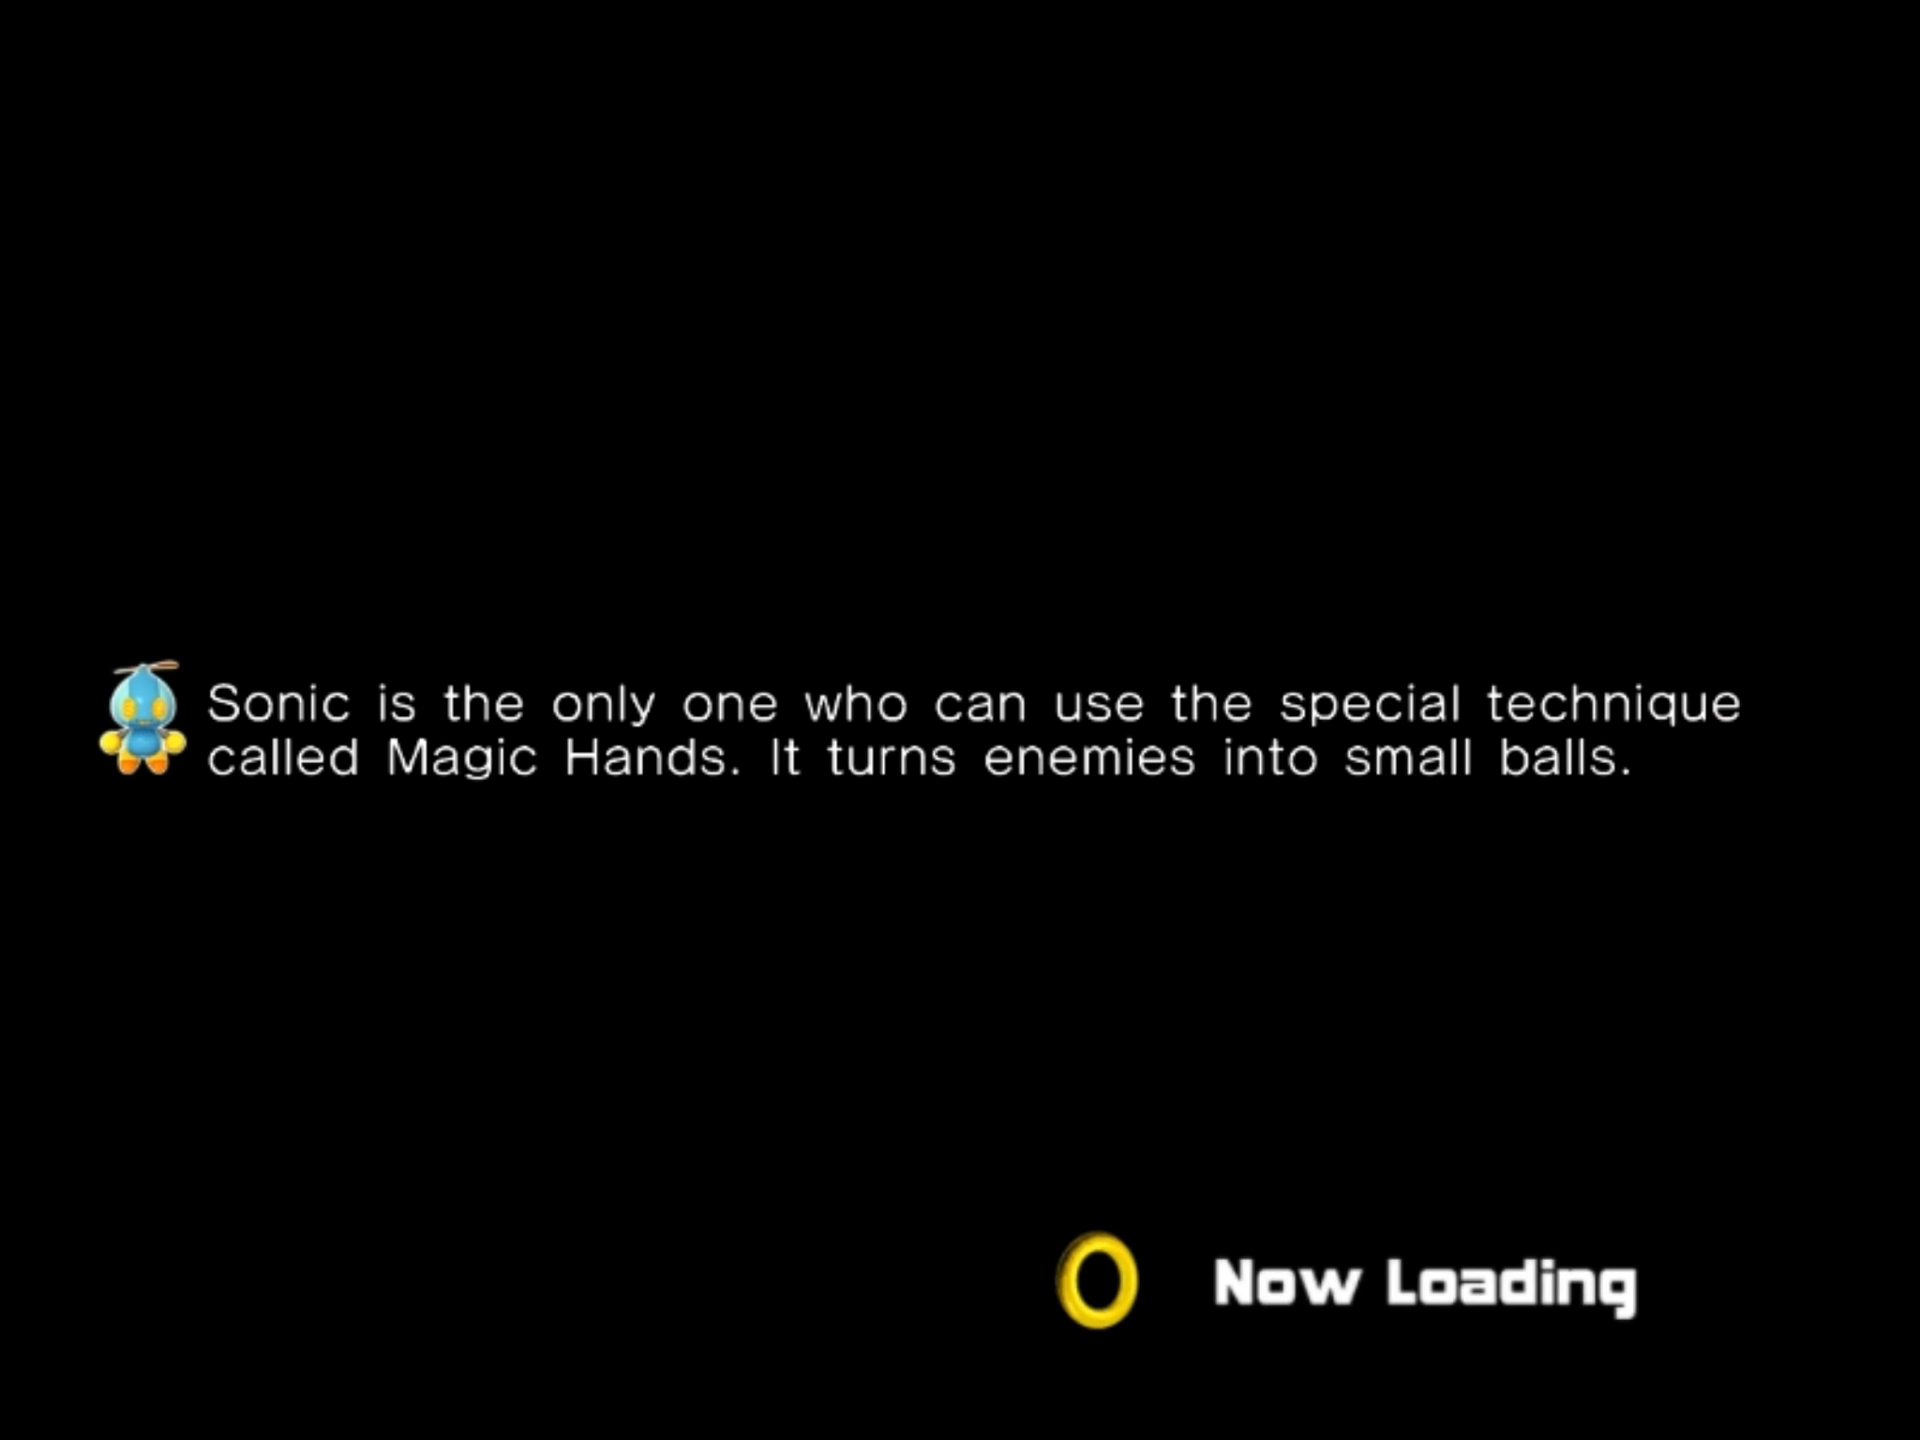 Sonic is the only one who can use the special technique
called Magic Hands. It turns enemies into small balls.
Now Loading